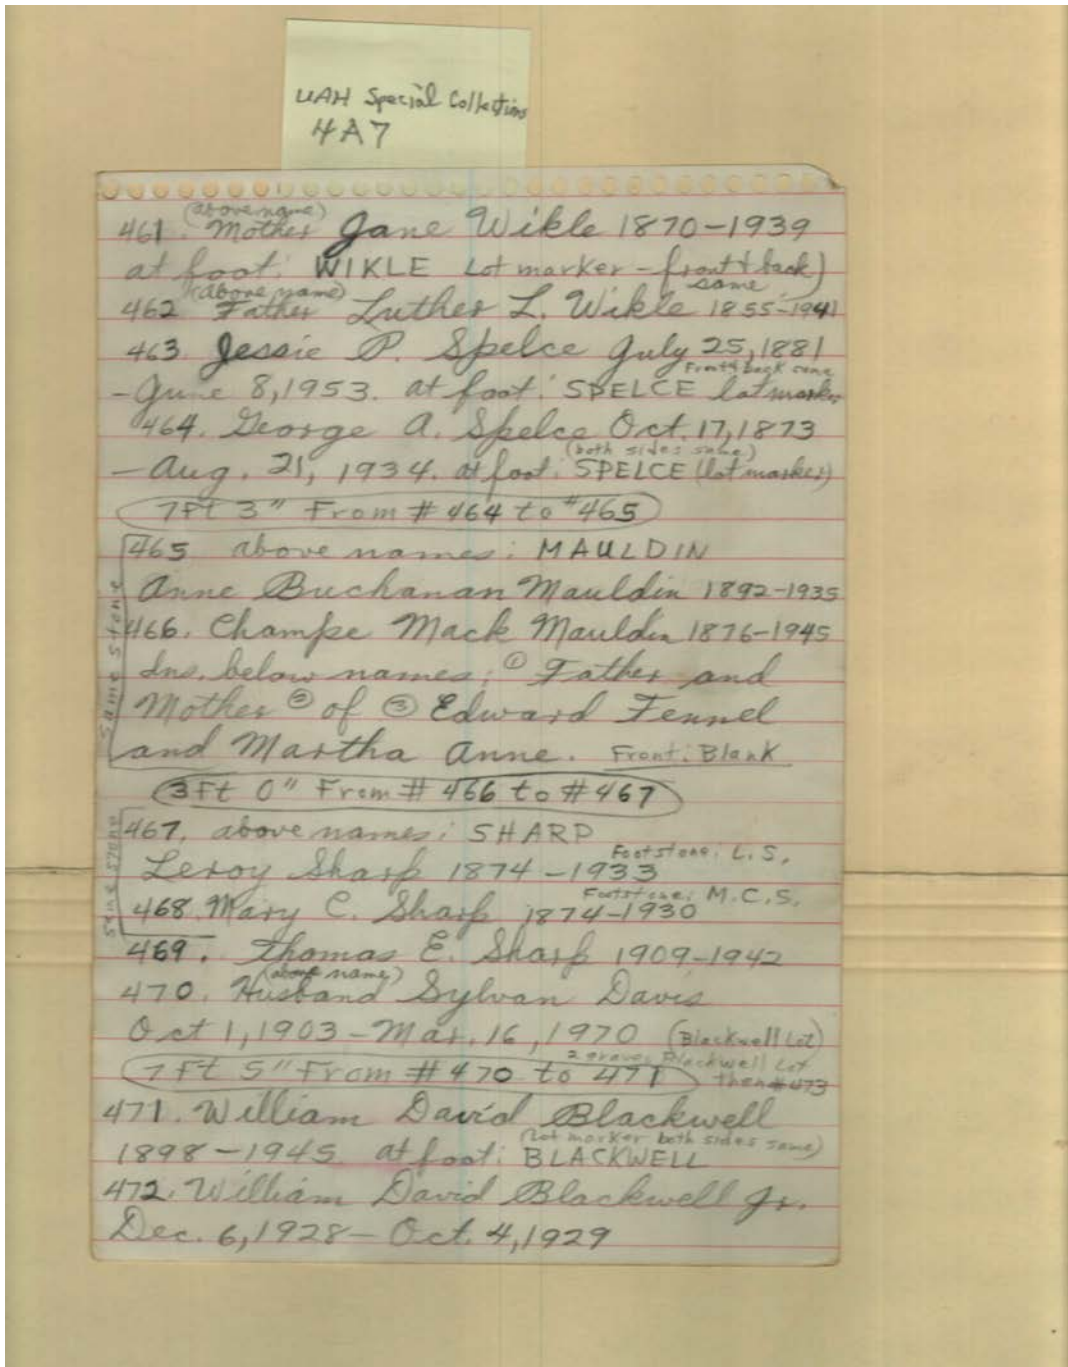 UAH Special Collections
4A7
(above name)
461. Mother Jane Wikle 1870-1939
at foot: WIKLE Lot marker - front & back)
same
(above name)
462 Father Luther L. Wikle 1855-1941
463. Jessie P. Spelce July 25, 1881
Front & back same
- June 8, 1953. at foot: SPELCE lot marker
464. George A. Spelce Oct. 17, 1873
(both sides same)
- Aug. 21, 1934. at foot: SPELCE (lot marker)
7Ft 3" From # 464 to #465
465 above names: MAULDIN
Anne Buchanan Mauldin 1892-1935
466. Champe Mack Mauldin 1876-1945
Ins. below names: ① Father and
Mother ② of ③ Edward Fennel
and Martha Anne. Front: Blank
same stone
3Ft 0" From # 466 to #467
467. above names: SHARP
Footstone: L.S.
Leroy Sharp 1874-1933
Footstone: M.C.S.
468. Mary C. Sharp 1874-1930
same stone
469. Thomas E. Sharp 1909-1942
(above name)
470. Husband Sylvan Davis
Oct 1, 1903 - Mar. 16, 1970 (Blackwell Lot)
2 graves Blackwell Lot
7 Ft 5" From # 470 to 471 then #473
471. William David Blackwell
(Lot marker both sides same)
1898-1945 at foot: BLACKWELL
472. William David Blackwell Jr.
Dec. 6, 1928 - Oct. 4, 1929